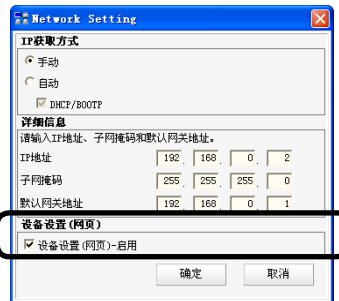 Network Setting
IP获取方式
手动
自动
DHCP/BOOTP
详细信息
请输入IP地址、子网掩码和默认网关地址。
IP地址 192. 168. 0. 2
子网掩码 255. 255. 255. 0
默认网关地址 192. 168. 0. 1
设备设置(网页)
设备设置(网页)-启用
确定 取消